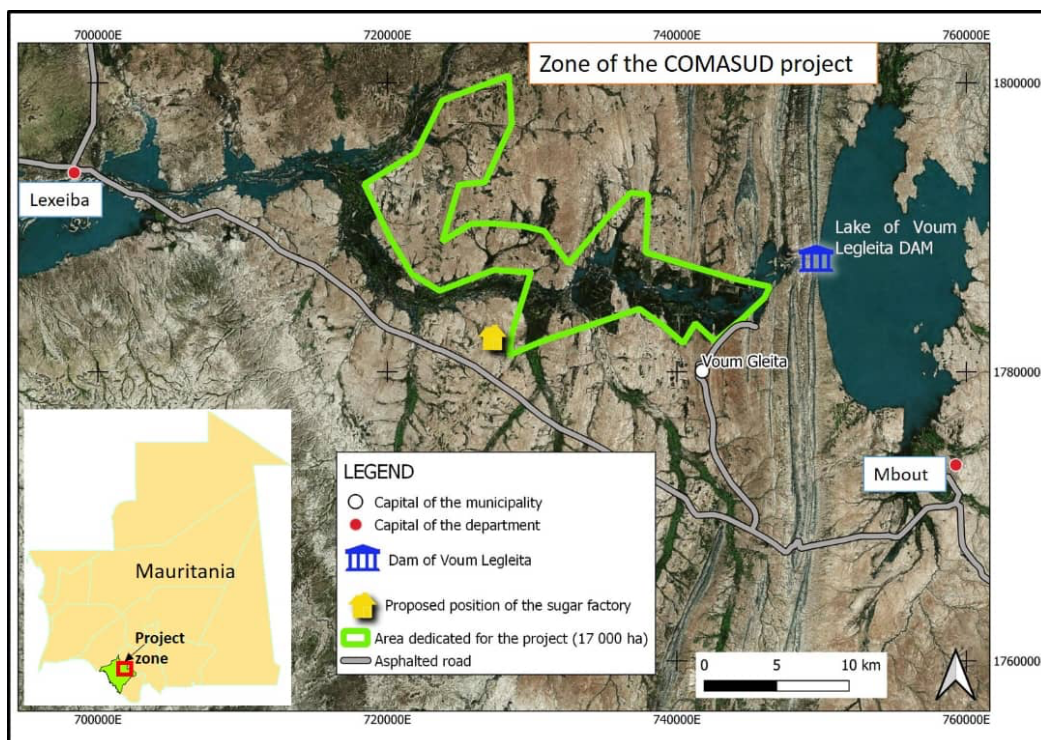 700000E 720000E 740000E 760000E
Zone of the COMASUD project
1800000E
Lexeiba
Lake of Voum
Legleita DAM
Voum Gleita
1780000E
Mbout
Mauritania
Project
zone
LEGEND
Capital of the municipality
Capital of the department
Dam of Voum Legleita
Proposed position of the sugar factory
Area dedicated for the project (17 000 ha)
Asphalted road
0 5 10 km
1760000E
700000E 720000E 740000E 760000E